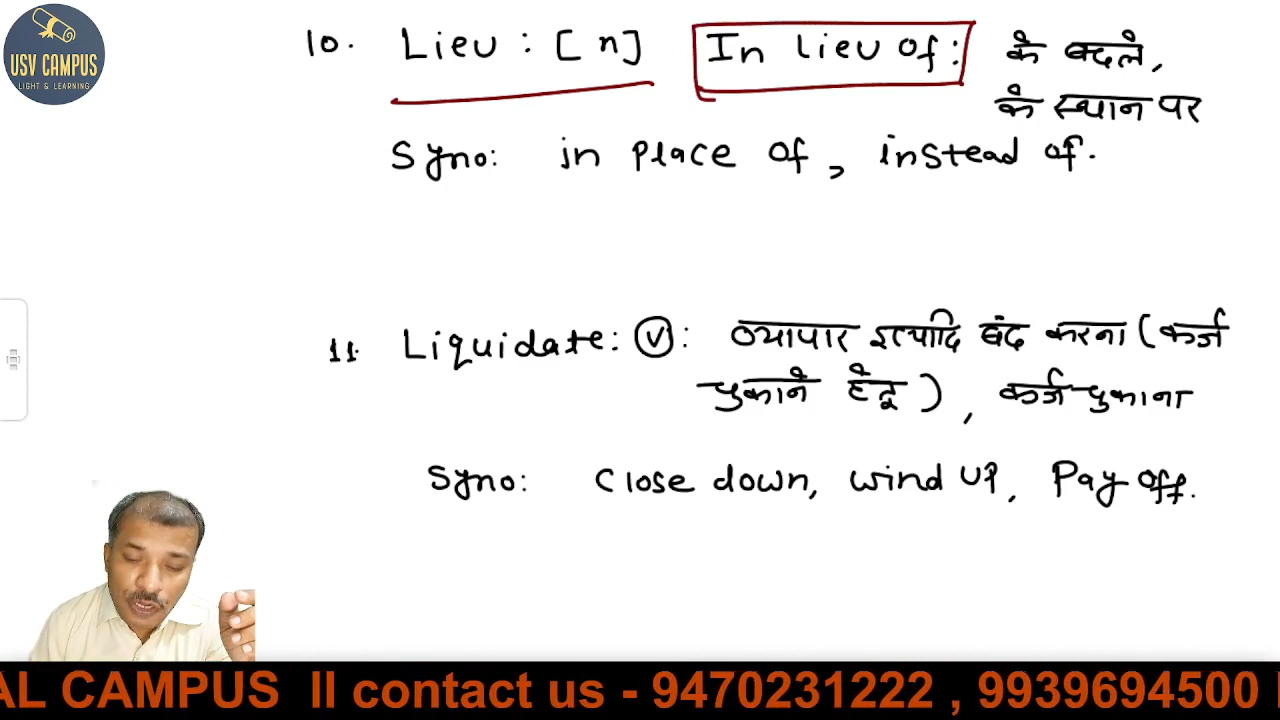 USV CAMPUS
LIGHT & LEARNING
10. Lieu : [n] In lieu of : के बदले,
के स्थान पर
Syno: in place of, instead of.
11. Liquidate: (v): व्यापार इत्यादि बंद करना (कर्ज
चुकाने हेतू), कर्ज चुकाना
Syno: Close down, wind up, Pay off.
AL CAMPUS II contact us - 9470231222 , 9939694500